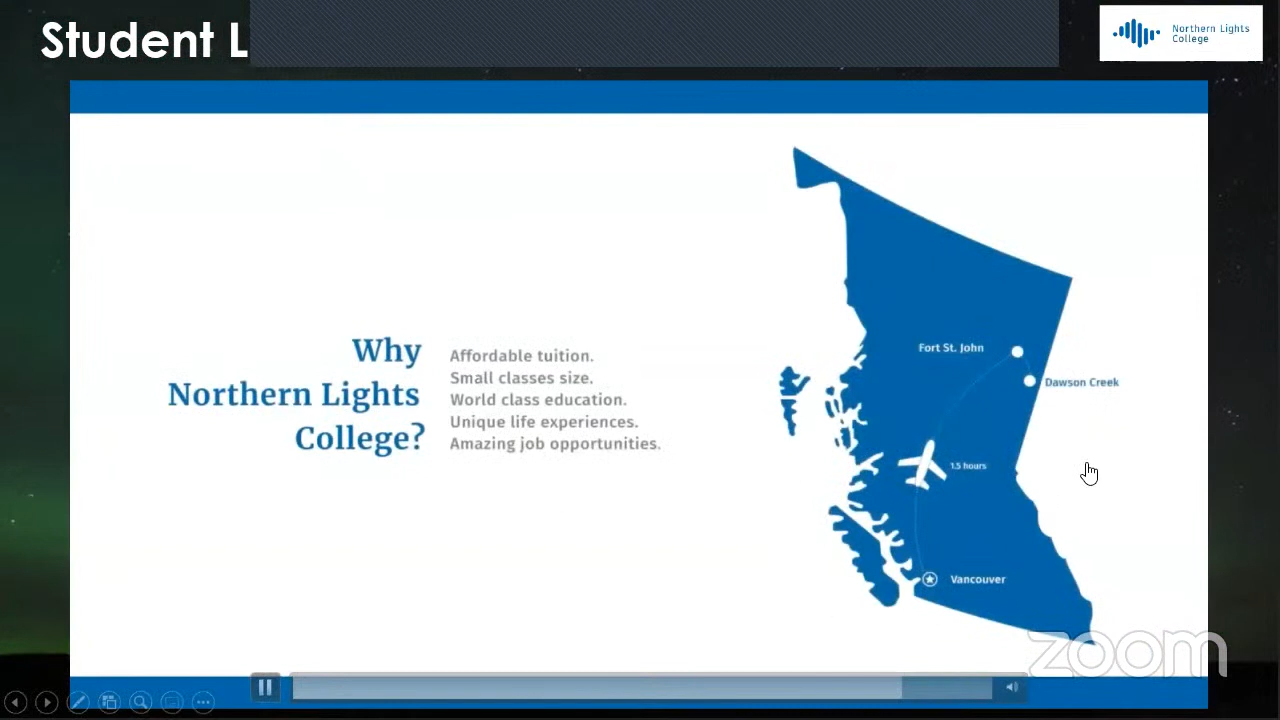 Student L
Northern Lights
College
Why
Northern Lights
College?
Affordable tuition.
Small classes size.
World class education.
Unique life experiences.
Amazing job opportunities.
Fort St. John
Dawson Creek
1.5 hours
Vancouver
zoom